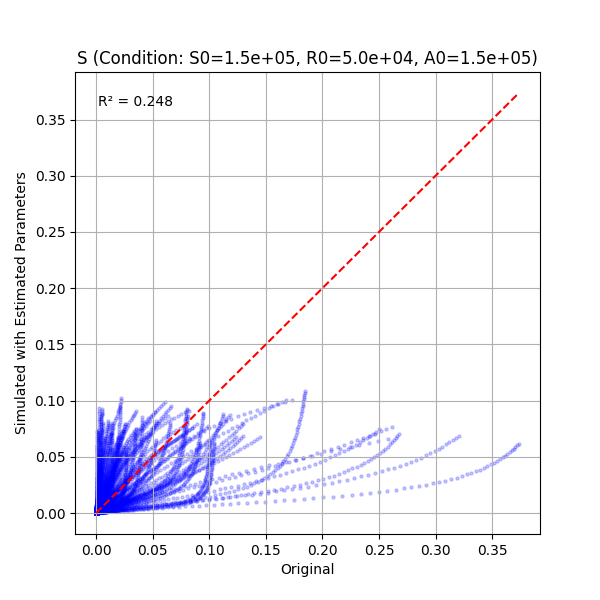 S (Condition: S0=1.5e+05, R0=5.0e+04, A0=1.5e+05)
R² = 0.248
0.35
0.30
0.25
0.20
0.15
0.10
0.05
0.00
Simulated with Estimated Parameters
0.00 0.05 0.10 0.15 0.20 0.25 0.30 0.35
Original